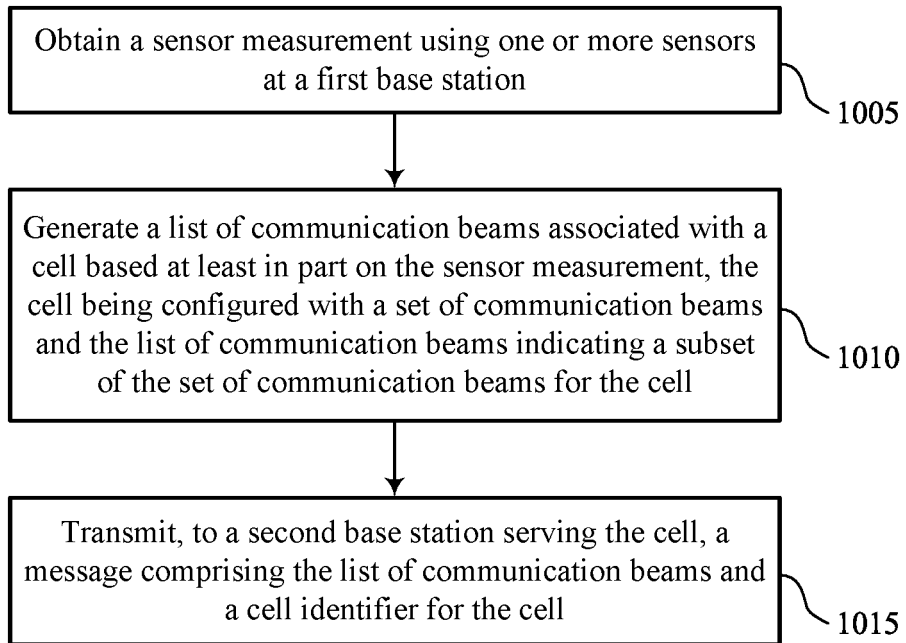 Obtain a sensor measurement using one or more sensors
at a first base station
1005
Generate a list of communication beams associated with a
cell based at least in part on the sensor measurement, the
cell being configured with a set of communication beams
and the list of communication beams indicating a subset
of the set of communication beams for the cell
1010
Transmit, to a second base station serving the cell, a
message comprising the list of communication beams and
a cell identifier for the cell
1015